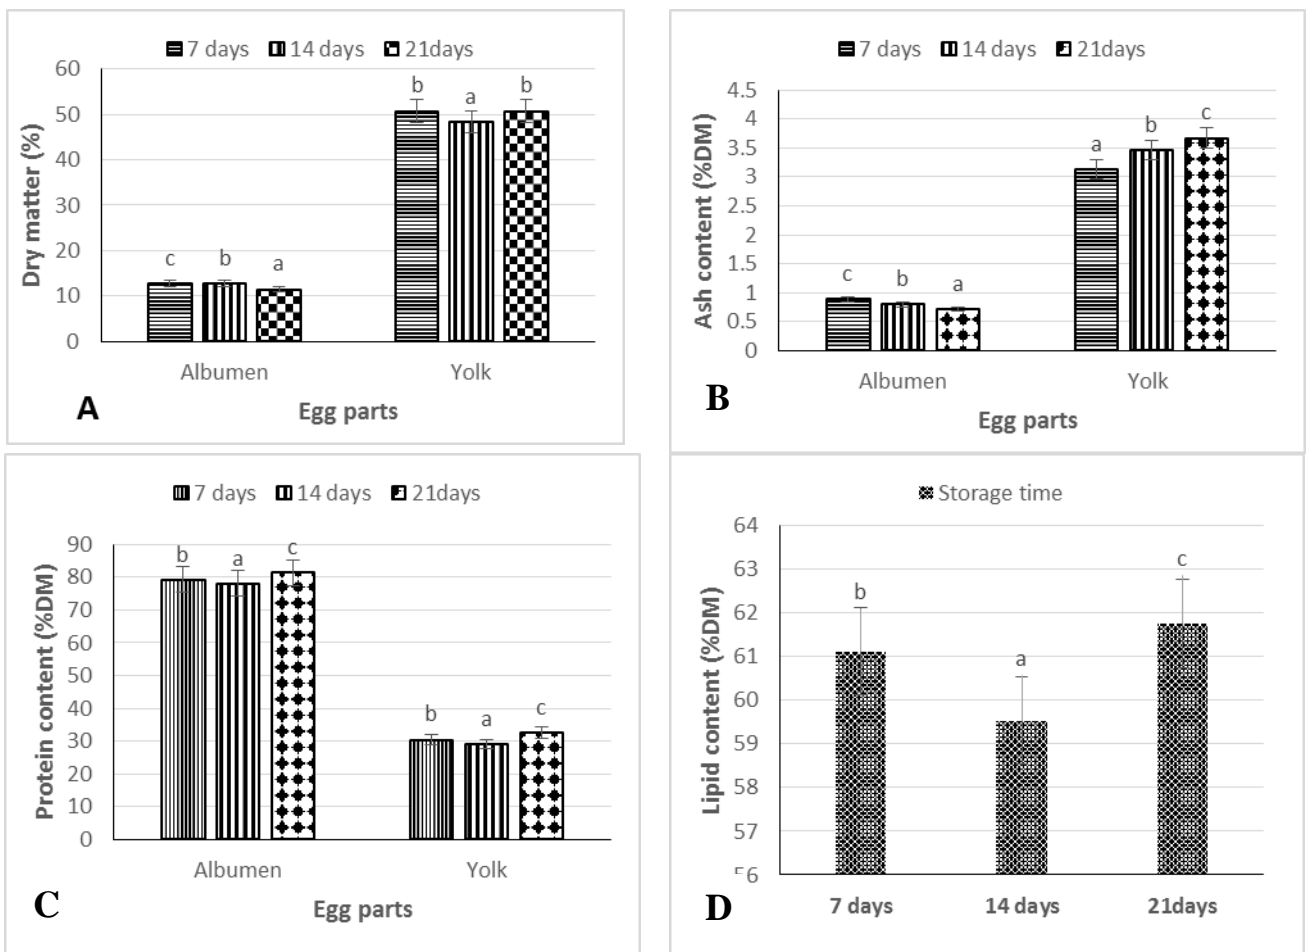 7 days 14 days 21days
Dry matter (%)
60
50
40
30
20
10
0
b a b
c b a
Albumen Yolk
Egg parts
A
7 days 14 days 21days
Ash content (%DM)
4.5
4
3.5
3
2.5
2
1.5
1
0.5
0
a b c
c b a
Albumen Yolk
Egg parts
B
7 days 14 days 21days
Protein content (%DM)
90
80
70
60
50
40
30
20
10
0
b a c
b a c
Albumen Yolk
Egg parts
C
Storage time
Lipid content (%DM)
64
63
62
61
60
59
58
57
56
b a c
7 days 14 days 21days
D